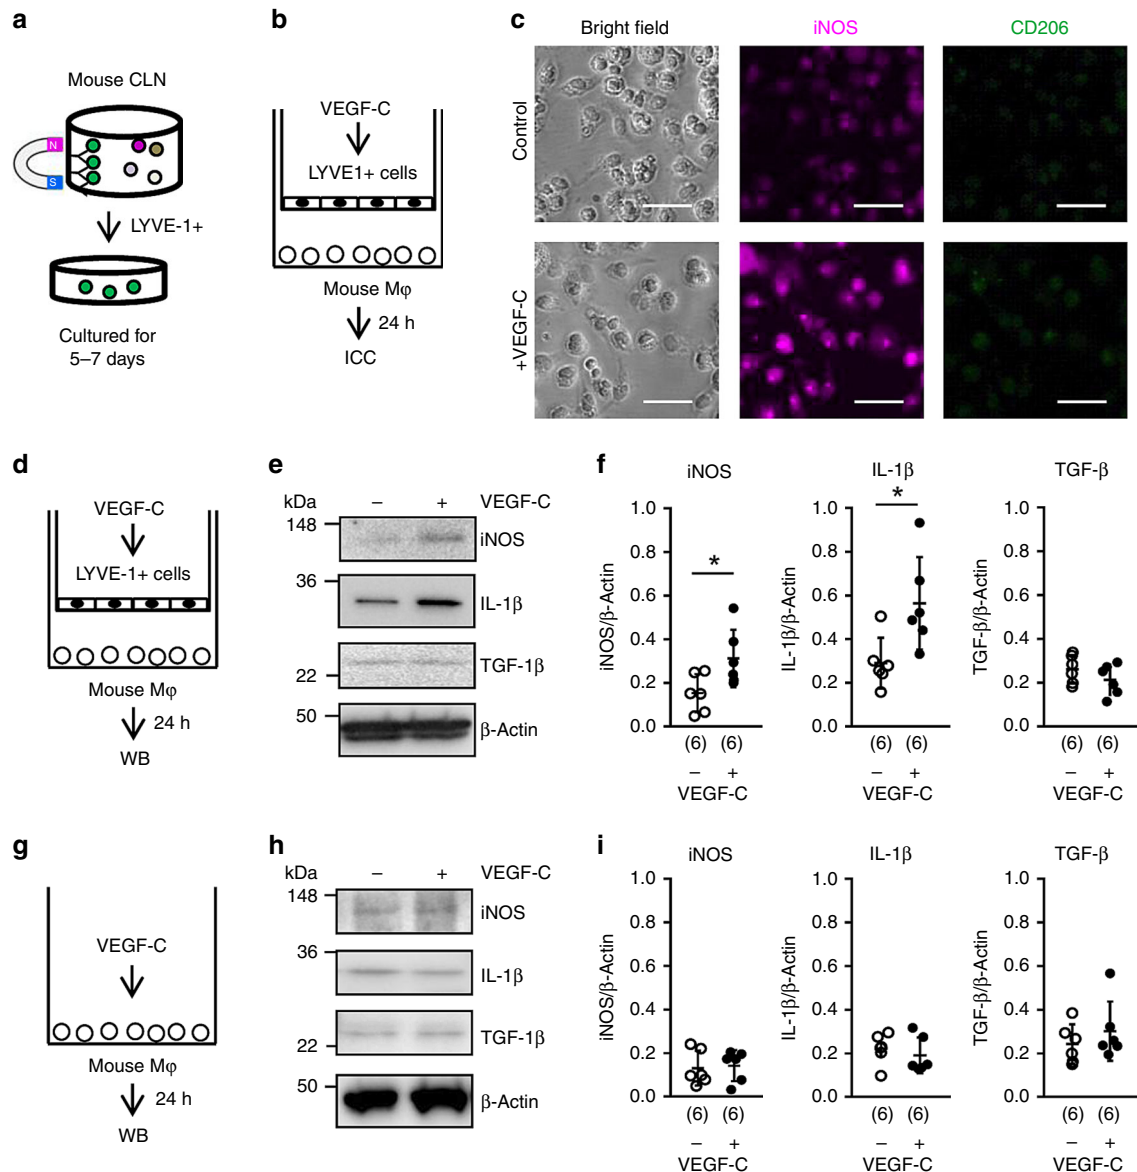 a
Mouse CLN
N
S
LYVE-1+
Cultured for
5–7 days
b
VEGF-C
LYVE1+ cells
Mouse Mφ
24 h
ICC
c
Bright field
iNOS
CD206
Control
+VEGF-C
d
VEGF-C
LYVE-1+ cells
Mouse Mφ
24 h
WB
e
kDa
– + VEGF-C
148
iNOS
36
IL-1β
TGF-1β
22
50
β-Actin
f
iNOS
iNOS/β-Actin
1.0
0.8
0.6
0.4
0.2
0.0
*
(6) (6)
– +
VEGF-C
IL-1β
IL-1β/β-Actin
1.0
0.8
0.6
0.4
0.2
0.0
*
(6) (6)
– +
VEGF-C
TGF-β
TGF-β/β-Actin
1.0
0.8
0.6
0.4
0.2
0.0
(6) (6)
– +
VEGF-C
g
VEGF-C
Mouse Mφ
24 h
WB
h
kDa
– + VEGF-C
148
iNOS
36
IL-1β
TGF-1β
22
50
β-Actin
i
iNOS
iNOS/β-Actin
1.0
0.8
0.6
0.4
0.2
0.0
(6) (6)
– +
VEGF-C
IL-1β
IL-1β/β-Actin
1.0
0.8
0.6
0.4
0.2
0.0
(6) (6)
– +
VEGF-C
TGF-β
TGF-β/β-Actin
1.0
0.8
0.6
0.4
0.2
0.0
(6) (6)
– +
VEGF-C